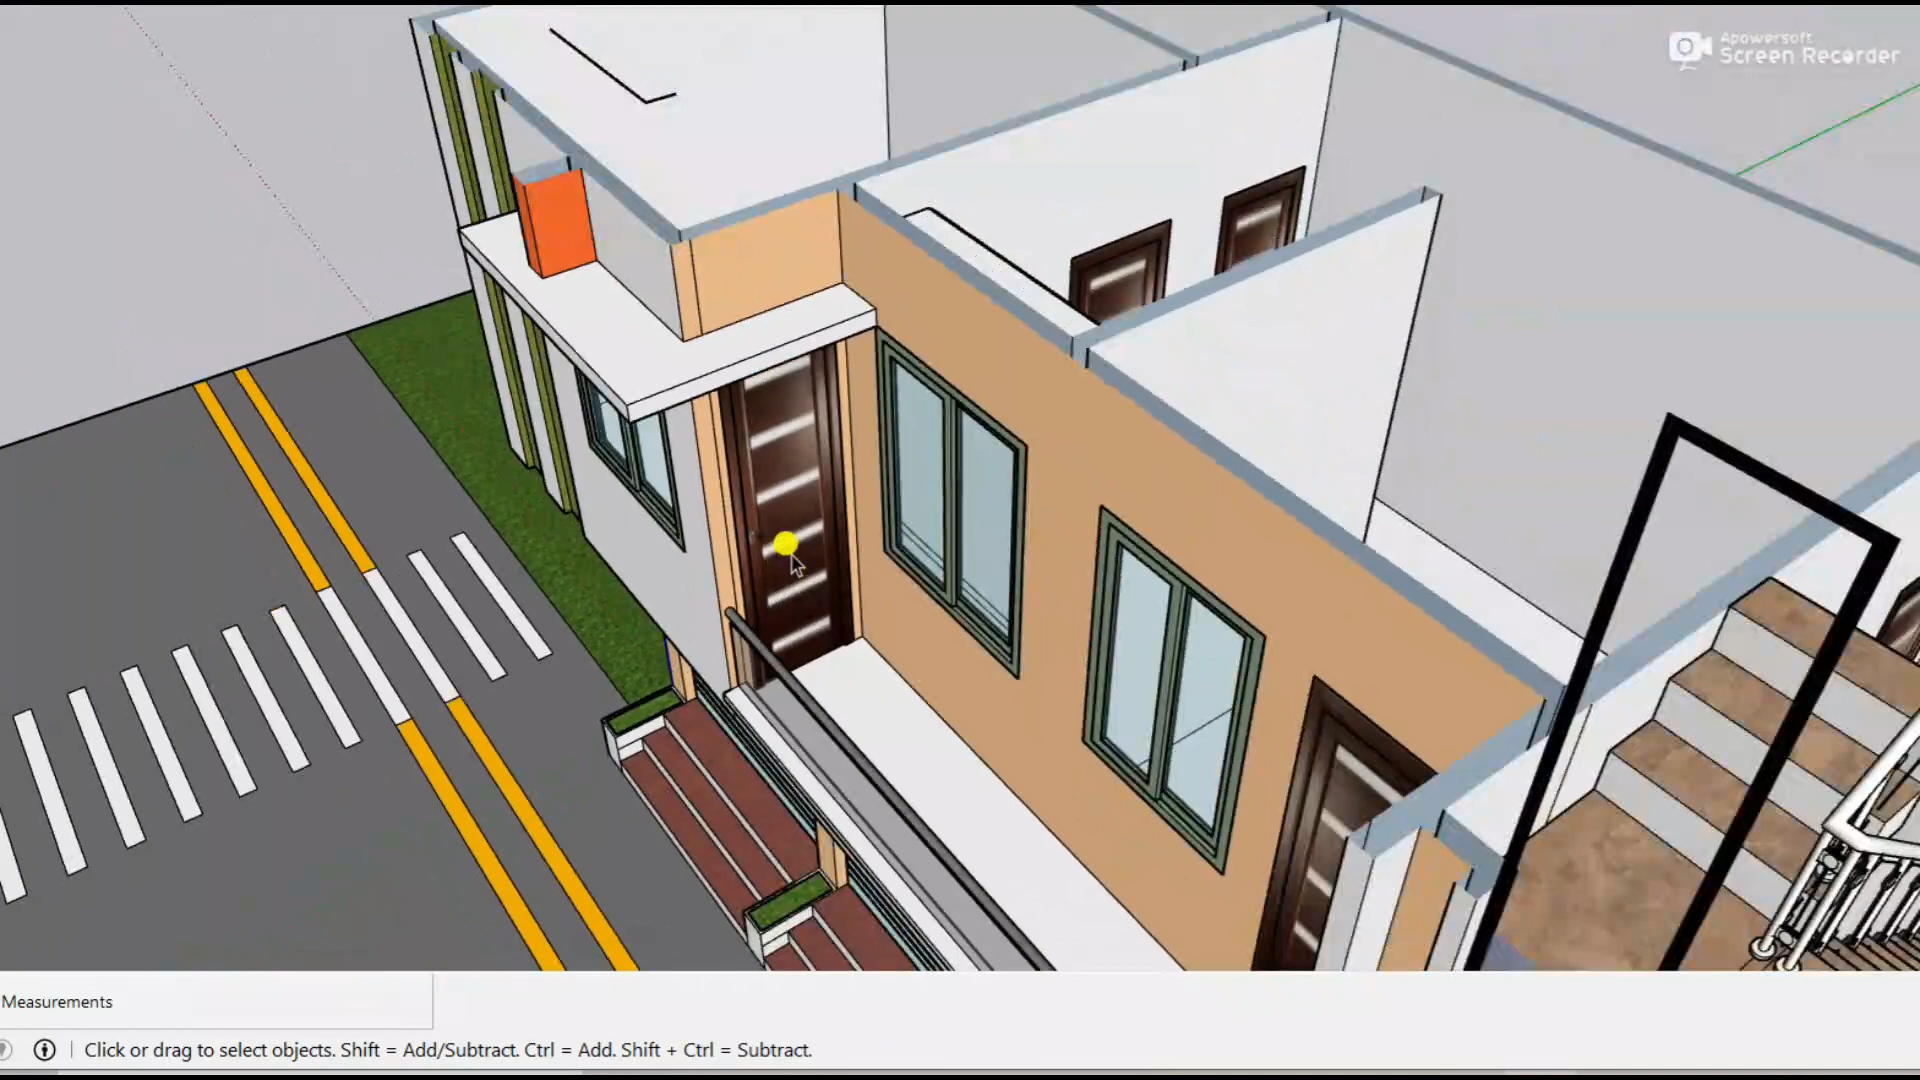 Apowersoft
Screen Recorder
Measurements
Click or drag to select objects. Shift = Add/Subtract. Ctrl = Add. Shift + Ctrl = Subtract.